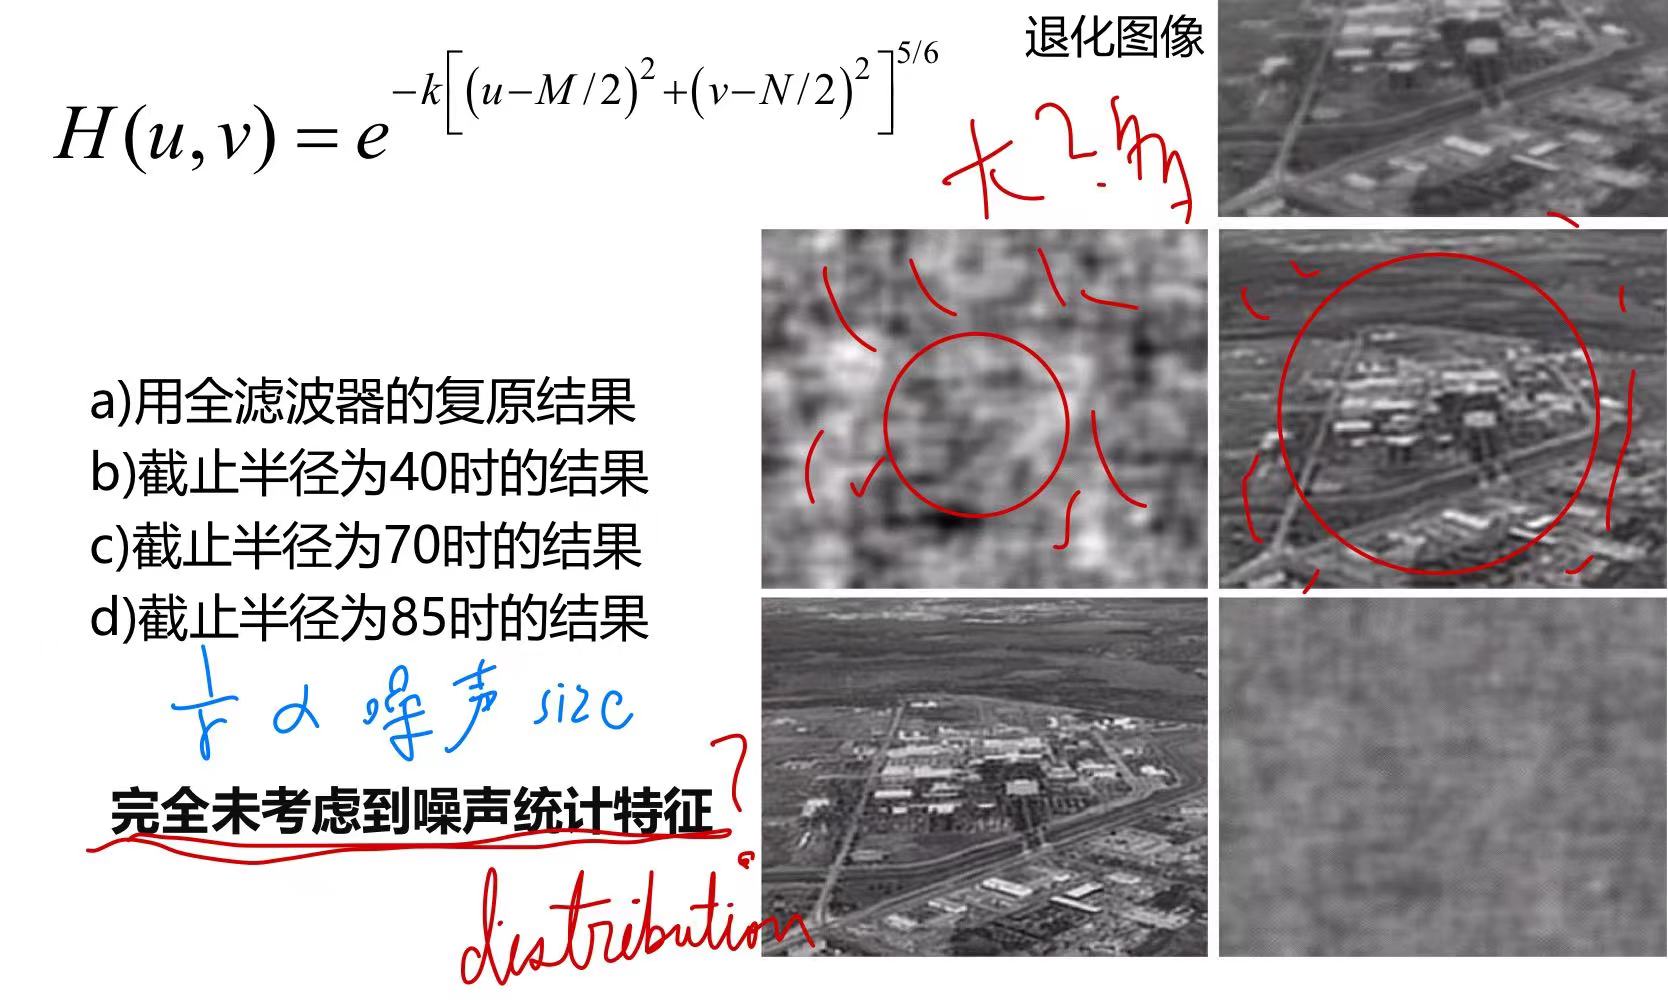 H(u,v) = e^{-k[(u-M/2)^2+(v-N/2)^2]^{5/6}}
退化图像
a)用全滤波器的复原结果
b)截止半径为40时的结果
c)截止半径为70时的结果
d)截止半径为85时的结果
1/r α 噪声 size
完全未考虑到噪声统计特征?
distribution